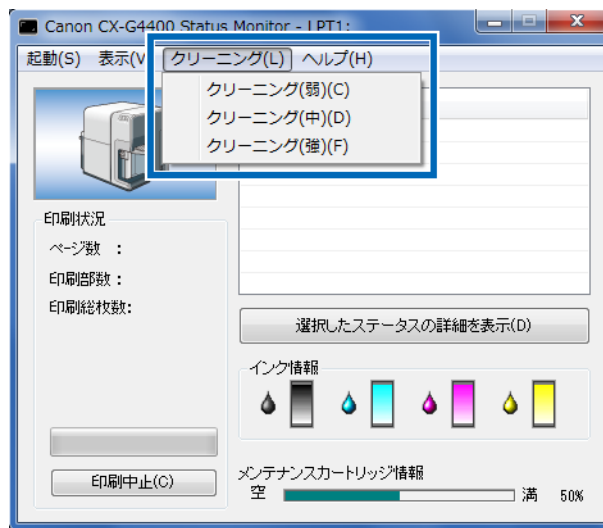 Canon CX-G4400 Status Monitor - LPT1:
起動(S) 表示(V クリーニング(L) ヘルプ(H)
クリーニング(弱)(C)
クリーニング(中)(D)
クリーニング(強)(F)
印刷状況
ページ数 :
印刷部数 :
印刷総枚数:
選択したステータスの詳細を表示(D)
インク情報
印刷中止(C)
メンテナンスカートリッジ情報
空 満 50%